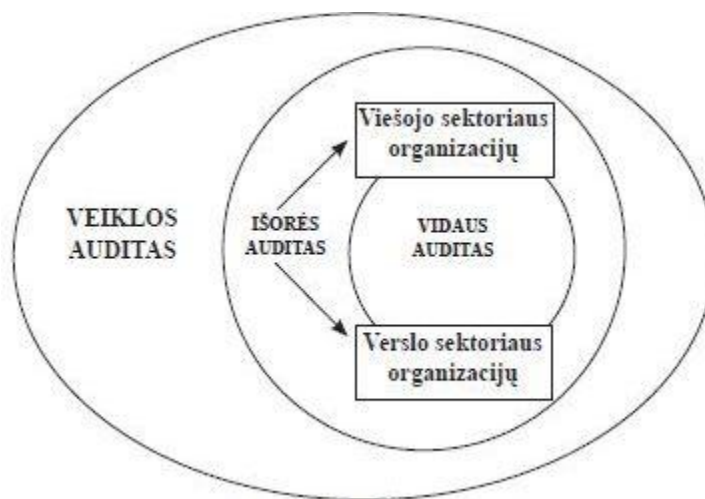 Viešojo sektoriaus
organizacijų
VEIKLOS
AUDITAS
IŠORĖS
AUDITAS
VIDAUS
AUDITAS
Verslo sektoriaus
organizacijų